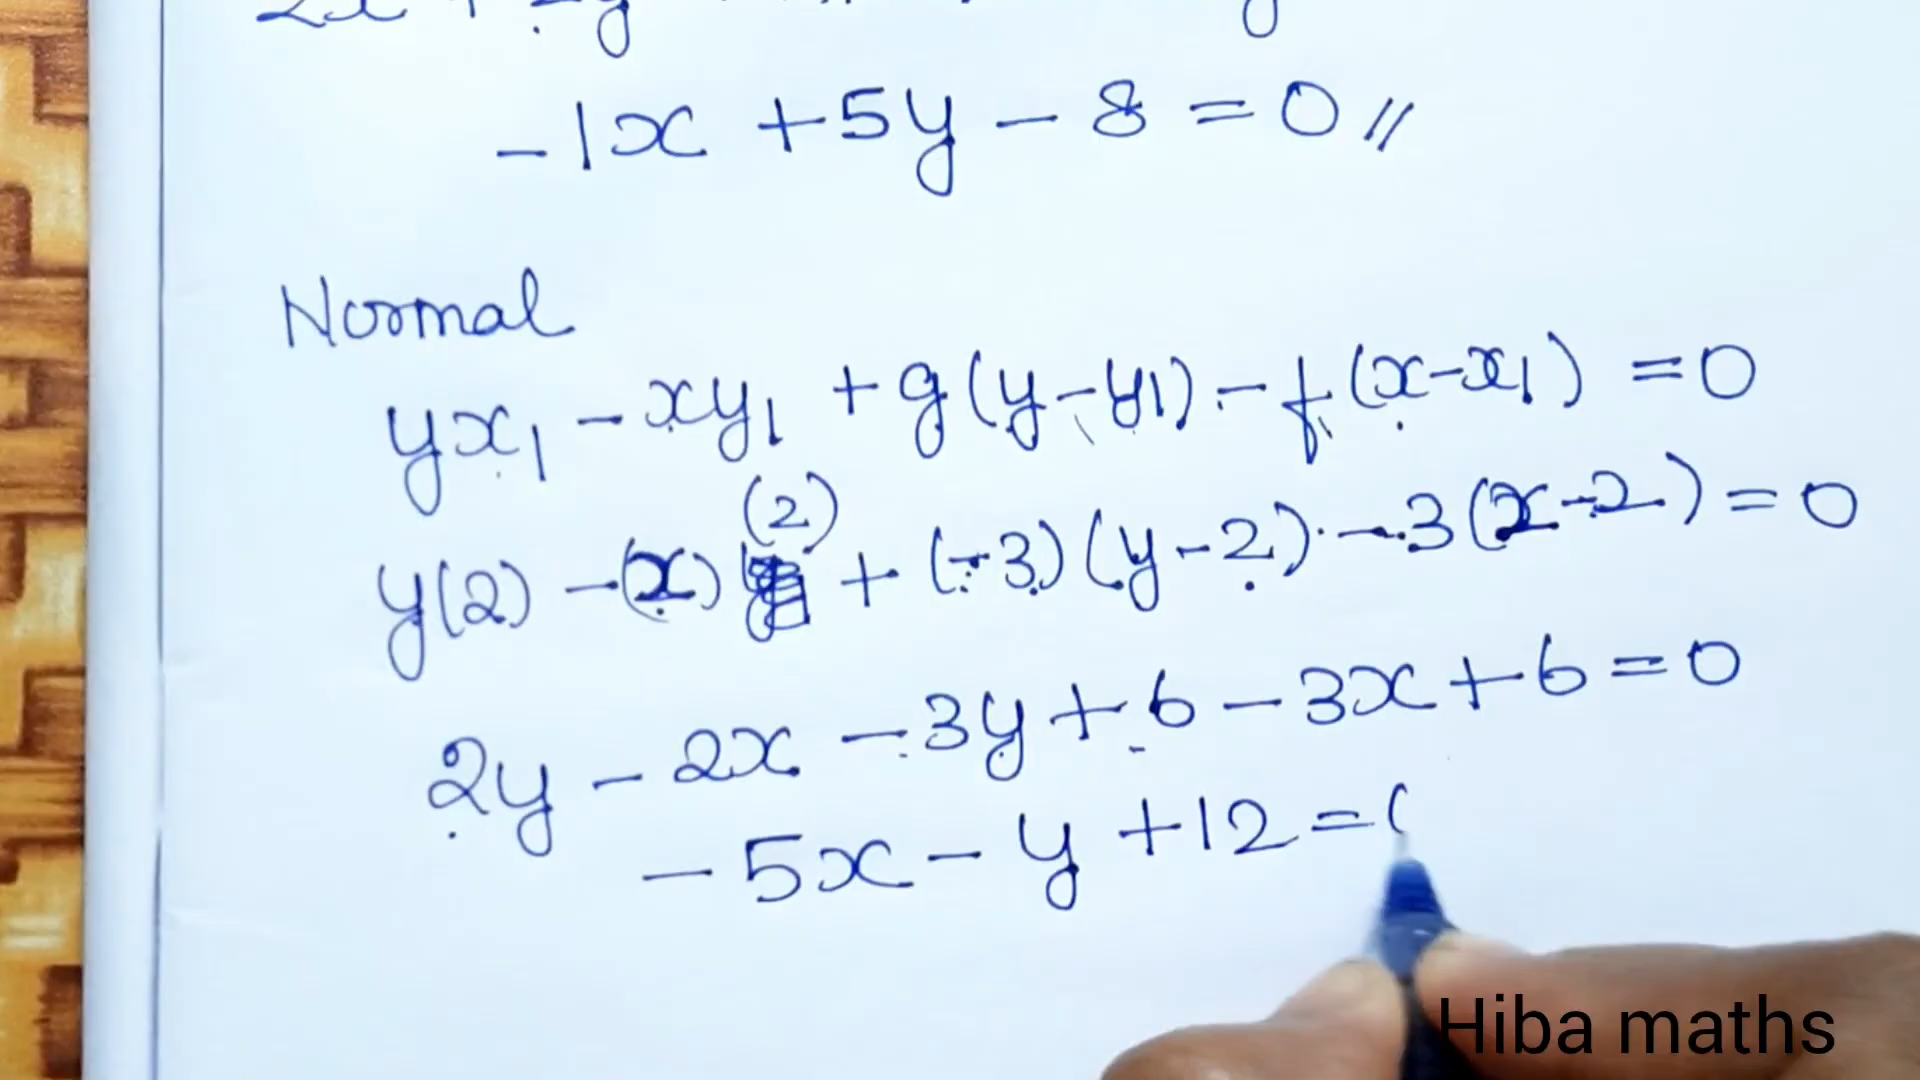 -1x +5y - 8 = 0 //
Normal
yx1 - xy1 + g(y-y1) - f(x-x1) = 0
y(2) - (x) (2) + (-3) (y-2) - 3(x-2) = 0
2y - 2x - 3y + 6 - 3x + 6 = 0
- 5x - y + 12 =
Hiba maths